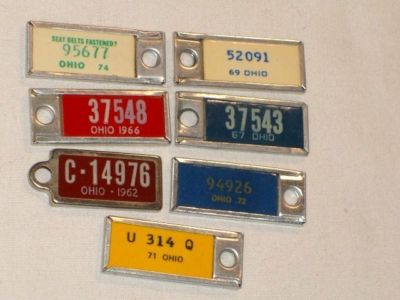 SEAT BELTS FASTENED?
95677
OHIO 74
52091
69 OHIO
37548
OHIO 1966
37543
67 OHIO
C-14976
OHIO · 1962
94926
OHIO 72
U 314 Q
71 OHIO